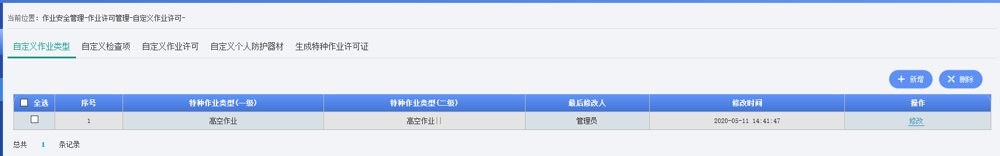 当前位置: 作业安全管理-作业许可管理-自定义作业许可-
自定义作业类型 自定义检查项 自定义作业许可 自定义个人防护器材 生成特种作业许可证
新增 删除
全选 序号 特种作业类型(一级) 特种作业类型(二级) 最后修改人 修改时间 操作
1 高空作业 高空作业|| 管理员 2020-05-11 14:41:47 修改
总共 1 条记录